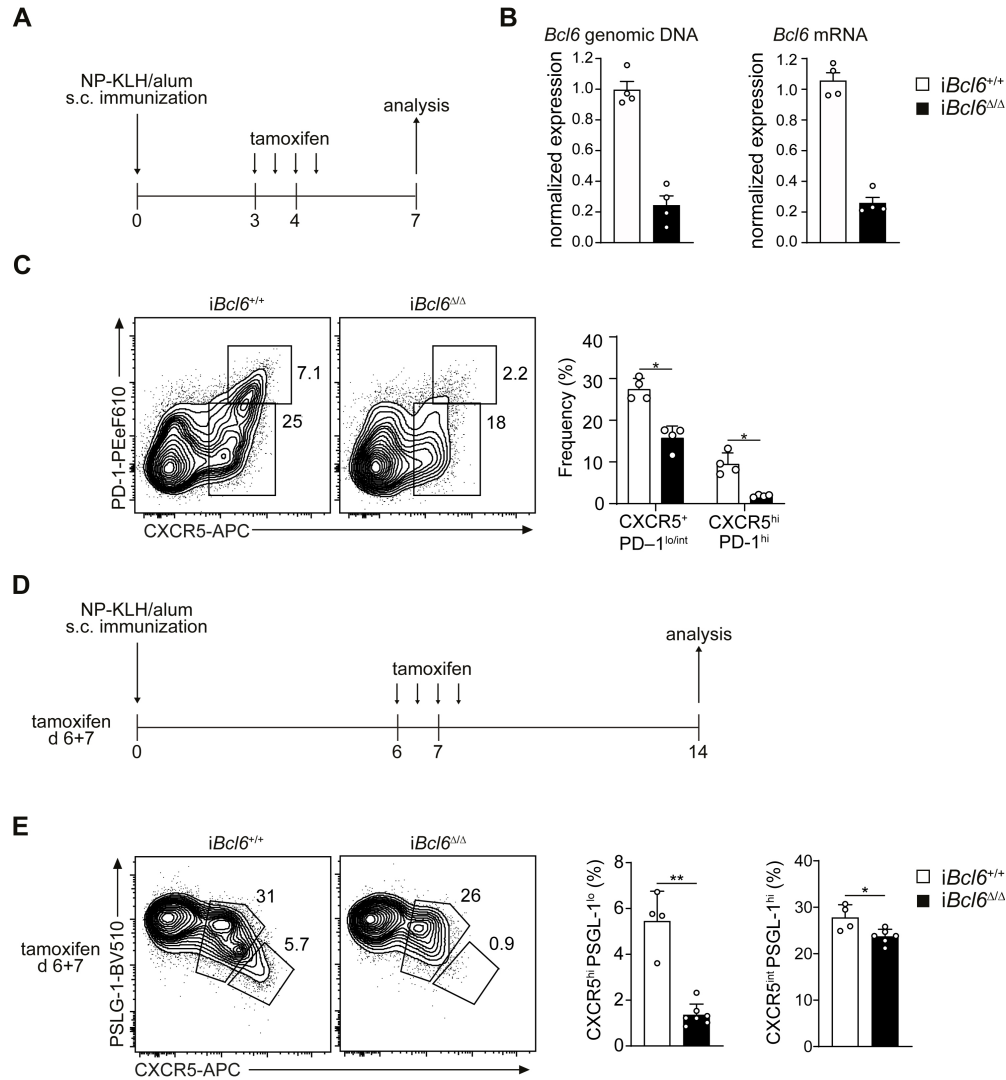 A
NP-KLH/alum
s.c. immunization
tamoxifen
analysis
0
3
4
7
B
Bcl6 genomic DNA
normalized expression
1.2
1.0
0.8
0.6
0.4
0.2
0.0
Bcl6 mRNA
normalized expression
1.2
1.0
0.8
0.6
0.4
0.2
0.0
iBcl6+/+
iBcl6Δ/Δ
C
iBcl6+/+
iBcl6Δ/Δ
7.1
25
2.2
18
PD-1-PEeF610
CXCR5-APC
Frequency (%)
40
30
20
10
0
*
*
CXCR5+
PD–1lo/int
CXCR5hi
PD-1hi
D
NP-KLH/alum
s.c. immunization
tamoxifen
analysis
tamoxifen
d 6+7
0
6
7
14
E
iBcl6+/+
iBcl6Δ/Δ
tamoxifen
d 6+7
31
5.7
26
0.9
PSLG-1-BV510
CXCR5-APC
CXCR5hi PSGL-1lo (%)
8
6
4
2
0
**
CXCR5int PSGL-1hi (%)
40
30
20
10
0
*
iBcl6+/+
iBcl6Δ/Δ